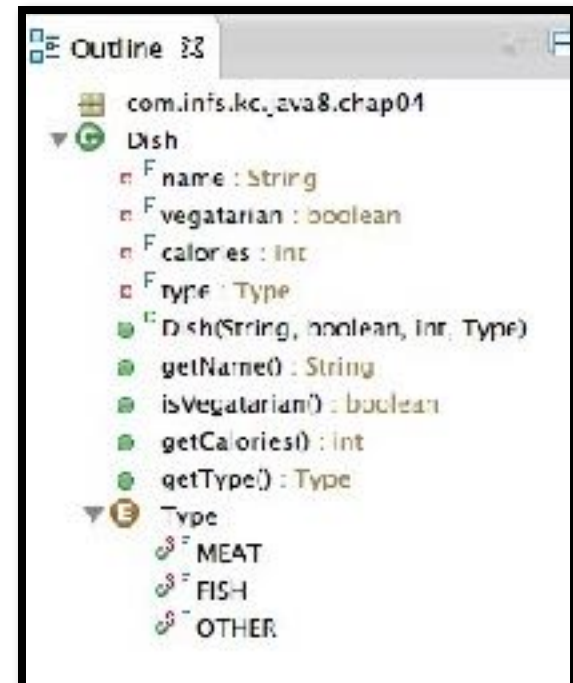 Outline
com.infs.kc.java8.chap04
Dish
F name : String
F vegatarian : boolean
F calories : int
F type : Type
C Dish(String, boolean, int, Type)
getName() : String
isVegatarian() : boolean
getCalories() : int
getType() : Type
E Type
S F MEAT
S F FISH
S F OTHER